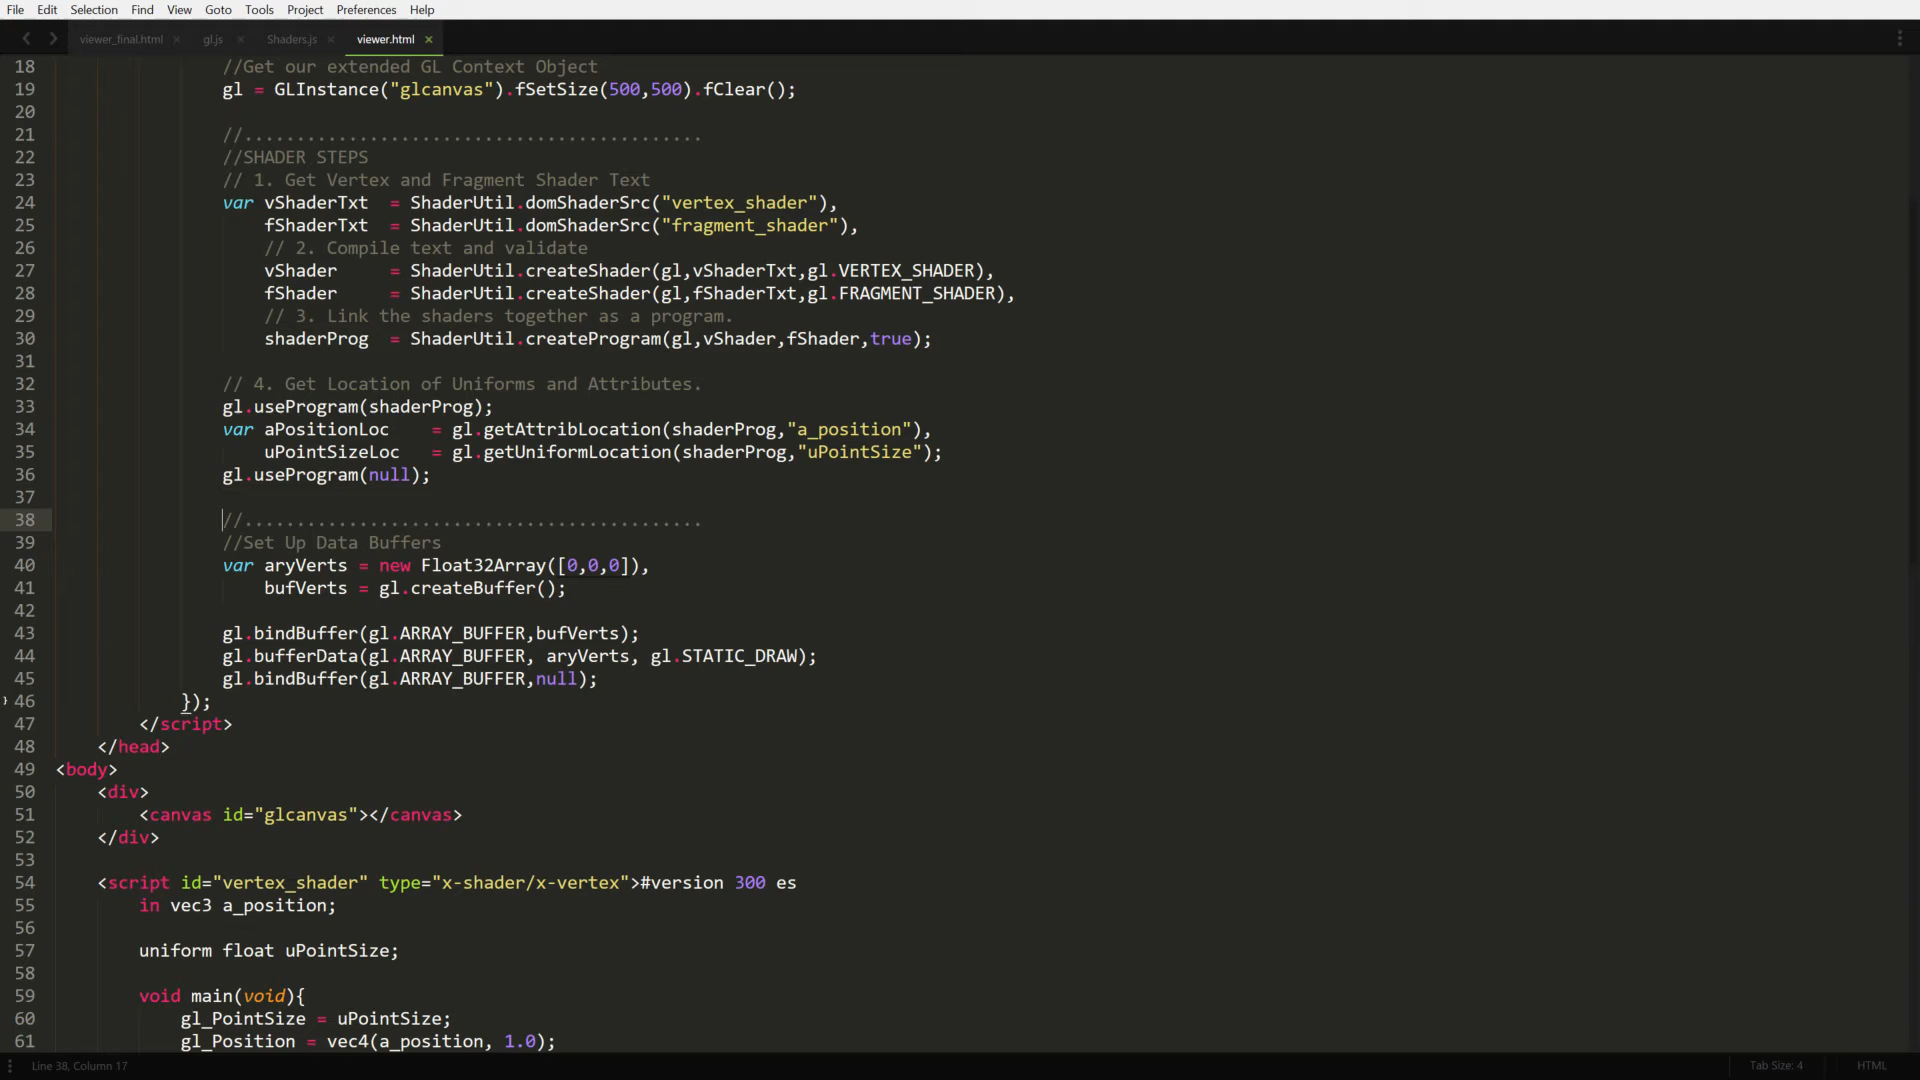 File Edit Selection Find View Goto Tools Project Preferences Help
viewer_final.html × gl.js × Shaders.js × viewer.html ×
18 //Get our extended GL Context Object
19 gl = GLInstance("glcanvas").fSetSize(500,500).fClear();
20
21 //............................................
22 //SHADER STEPS
23 // 1. Get Vertex and Fragment Shader Text
24 var vShaderTxt = ShaderUtil.domShaderSrc("vertex_shader"),
25 fShaderTxt = ShaderUtil.domShaderSrc("fragment_shader"),
26 // 2. Compile text and validate
27 vShader = ShaderUtil.createShader(gl,vShaderTxt,gl.VERTEX_SHADER),
28 fShader = ShaderUtil.createShader(gl,fShaderTxt,gl.FRAGMENT_SHADER),
29 // 3. Link the shaders together as a program.
30 shaderProg = ShaderUtil.createProgram(gl,vShader,fShader,true);
31
32 // 4. Get Location of Uniforms and Attributes.
33 gl.useProgram(shaderProg);
34 var aPositionLoc = gl.getAttribLocation(shaderProg,"a_position"),
35 uPointSizeLoc = gl.getUniformLocation(shaderProg,"uPointSize");
36 gl.useProgram(null);
37
38 //............................................
39 //Set Up Data Buffers
40 var aryVerts = new Float32Array([0,0,0]),
41 bufVerts = gl.createBuffer();
42
43 gl.bindBuffer(gl.ARRAY_BUFFER,bufVerts);
44 gl.bufferData(gl.ARRAY_BUFFER, aryVerts, gl.STATIC_DRAW);
45 gl.bindBuffer(gl.ARRAY_BUFFER,null);
} 46 });
47 </script>
48 </head>
49 <body>
50 <div>
51 <canvas id="glcanvas"></canvas>
52 </div>
53
54 <script id="vertex_shader" type="x-shader/x-vertex">#version 300 es
55 in vec3 a_position;
56
57 uniform float uPointSize;
58
59 void main(void){
60 gl_PointSize = uPointSize;
61 gl_Position = vec4(a_position, 1.0);
Line 38, Column 17 Tab Size: 4 HTML